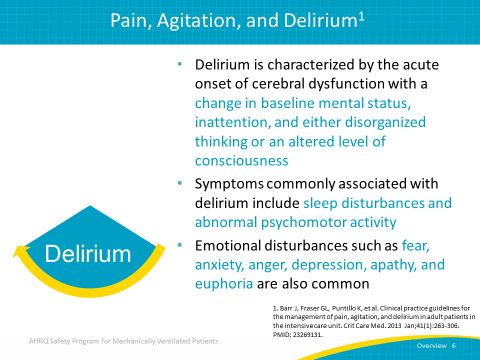 Pain, Agitation, and Delirium1
• Delirium is characterized by the acute
onset of cerebral dysfunction with a
change in baseline mental status,
inattention, and either disorganized
thinking or an altered level of
consciousness
• Symptoms commonly associated with
delirium include sleep disturbances and
abnormal psychomotor activity
• Emotional disturbances such as fear,
anxiety, anger, depression, apathy, and
euphoria are also common
Delirium
1. Barr J, Fraser GL, Puntillo K, et al. Clinical practice guidelines for
the management of pain, agitation, and delirium in adult patients in
the intensive care unit. Crit Care Med. 2013 Jan;41(1):263-306.
PMID: 23269131.
AHRQ Safety Program for Mechanically Ventilated Patients
Overview 6